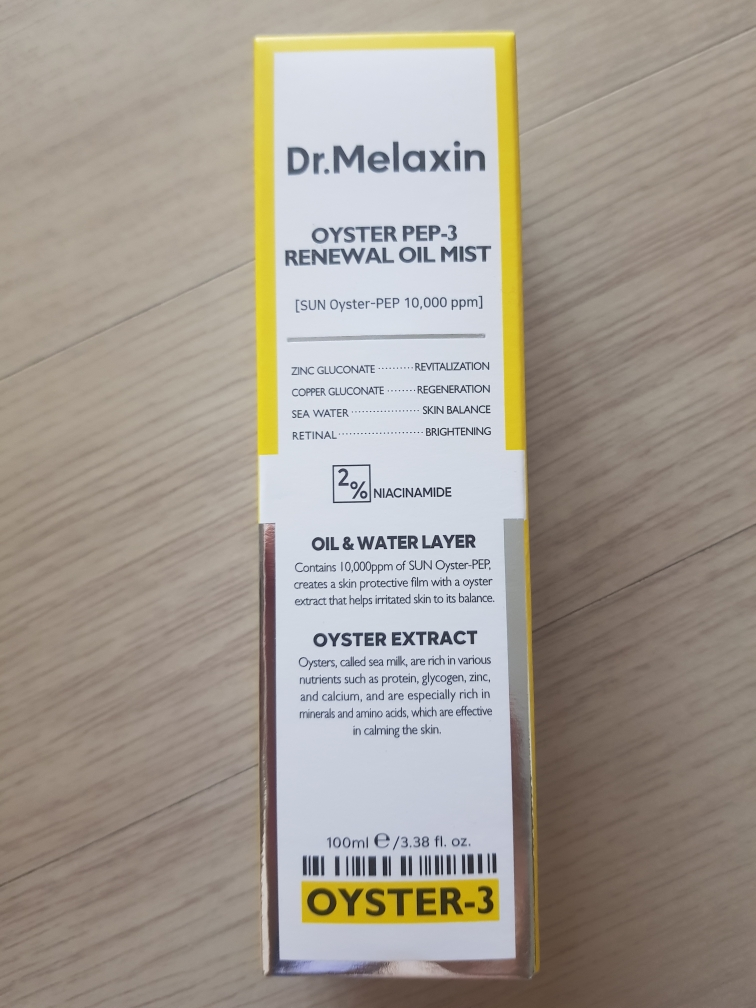 Dr.Melaxin
OYSTER PEP-3
RENEWAL OIL MIST
[SUN Oyster-PEP 10,000 ppm]
ZINC GLUCONATE ·········· REVITALIZATION
COPPER GLUCONATE ········ REGENERATION
SEA WATER ···················· SKIN BALANCE
RETINAL ························ BRIGHTENING
2% NIACINAMIDE
OIL & WATER LAYER
Contains 10,000ppm of SUN Oyster-PEP,
creates a skin protective film with a oyster
extract that helps irritated skin to its balance.
OYSTER EXTRACT
Oysters, called sea milk, are rich in various
nutrients such as protein, glycogen, zinc,
and calcium, and are especially rich in
minerals and amino acids, which are effective
in calming the skin.
100ml ℮/3.38 fl. oz.
OYSTER-3